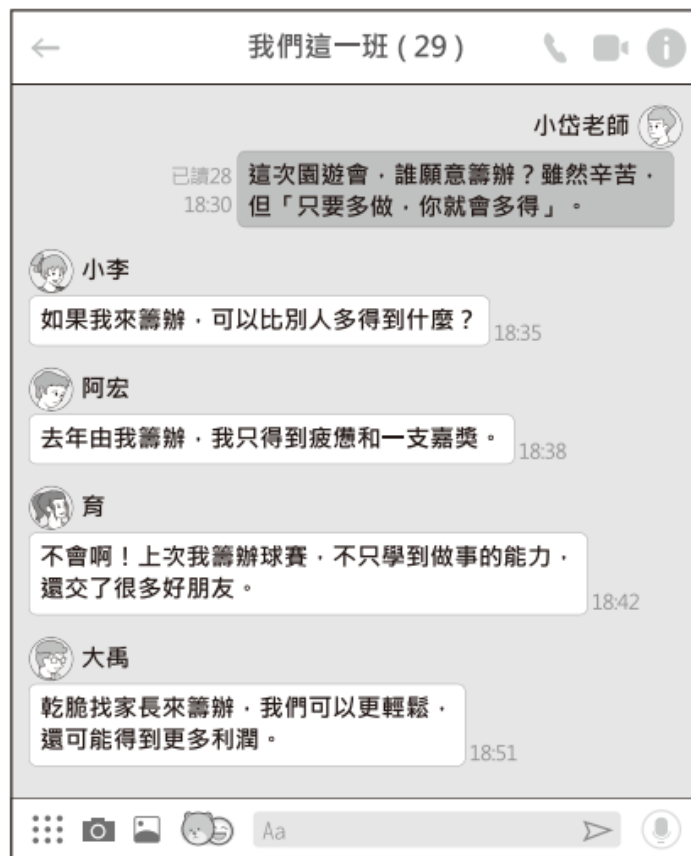 我們這一班 ( 29 )
小岱老師
已讀28
18:30
這次園遊會，誰願意籌辦？雖然辛苦，
但「只要多做，你就會多得」。
小李
如果我來籌辦，可以比別人多得到什麼？
18:35
阿宏
去年由我籌辦，我只得到疲憊和一支嘉獎。
18:38
育
不會啊！上次我籌辦球賽，不只學到做事的能力，
還交了很多好朋友。
18:42
大禹
乾脆找家長來籌辦，我們可以更輕鬆，
還可能得到更多利潤。
18:51
Aa